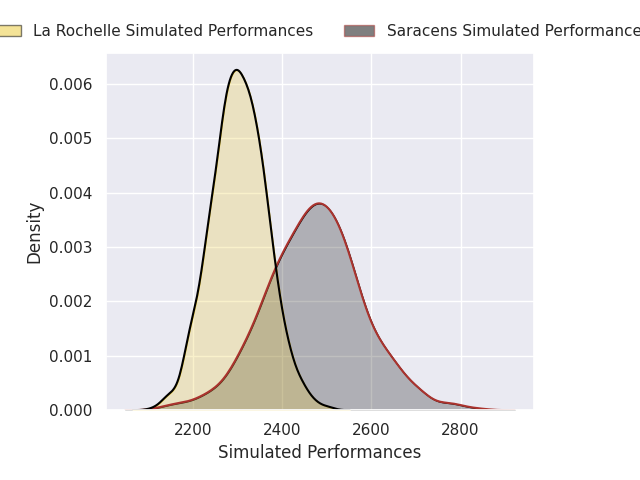 La Rochelle Simulated Performances
Saracens Simulated Performance
0.006
0.005
0.004
0.003
0.002
0.001
0.000
Density
2200 2400 2600 2800
Simulated Performances